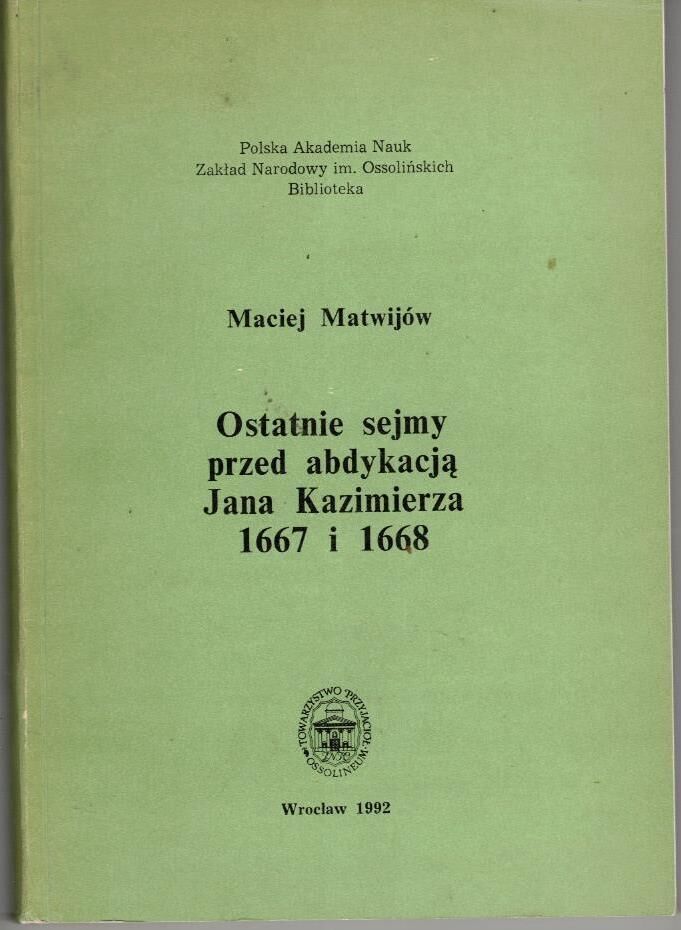 Polska Akademia Nauk
Zakład Narodowy im. Ossolińskich
Biblioteka
Maciej Matwijów
Ostatnie sejmy
przed abdykacją
Jana Kazimierza
1667 i 1668
TOWARZYSTWO PRZYJACIÓŁ
OSSOLINEUM
Wrocław 1992